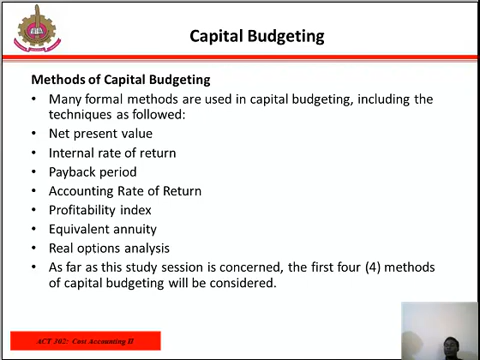 Capital Budgeting
Methods of Capital Budgeting
• Many formal methods are used in capital budgeting, including the
techniques as followed:
• Net present value
• Internal rate of return
• Payback period
• Accounting Rate of Return
• Profitability index
• Equivalent annuity
• Real options analysis
• As far as this study session is concerned, the first four (4) methods
of capital budgeting will be considered.
ACT 302: Cost Accounting II